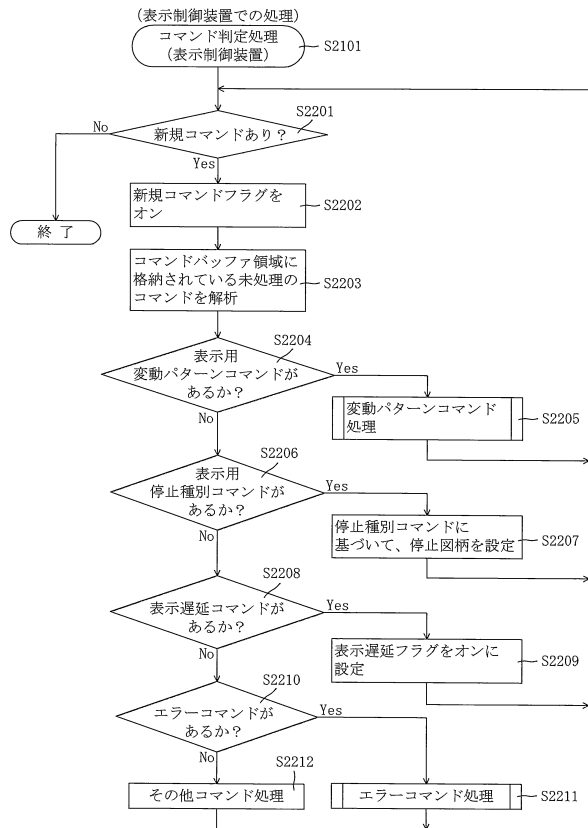 (表示制御装置での処理)
コマンド判定処理
(表示制御装置)
S2101
S2201
新規コマンドあり？
No
Yes
終 了
新規コマンドフラグを
オン
S2202
コマンドバッファ領域に
格納されている未処理の
コマンドを解析
S2203
S2204
表示用
変動パターンコマンドが
あるか？
Yes
No
変動パターンコマンド
処理
S2205
S2206
表示用
停止種別コマンドが
あるか？
Yes
No
停止種別コマンドに
基づいて、停止図柄を設定
S2207
S2208
表示遅延コマンドが
あるか？
Yes
No
表示遅延フラグをオンに
設定
S2209
S2210
エラーコマンドが
あるか？
Yes
No
S2212
その他コマンド処理
エラーコマンド処理
S2211